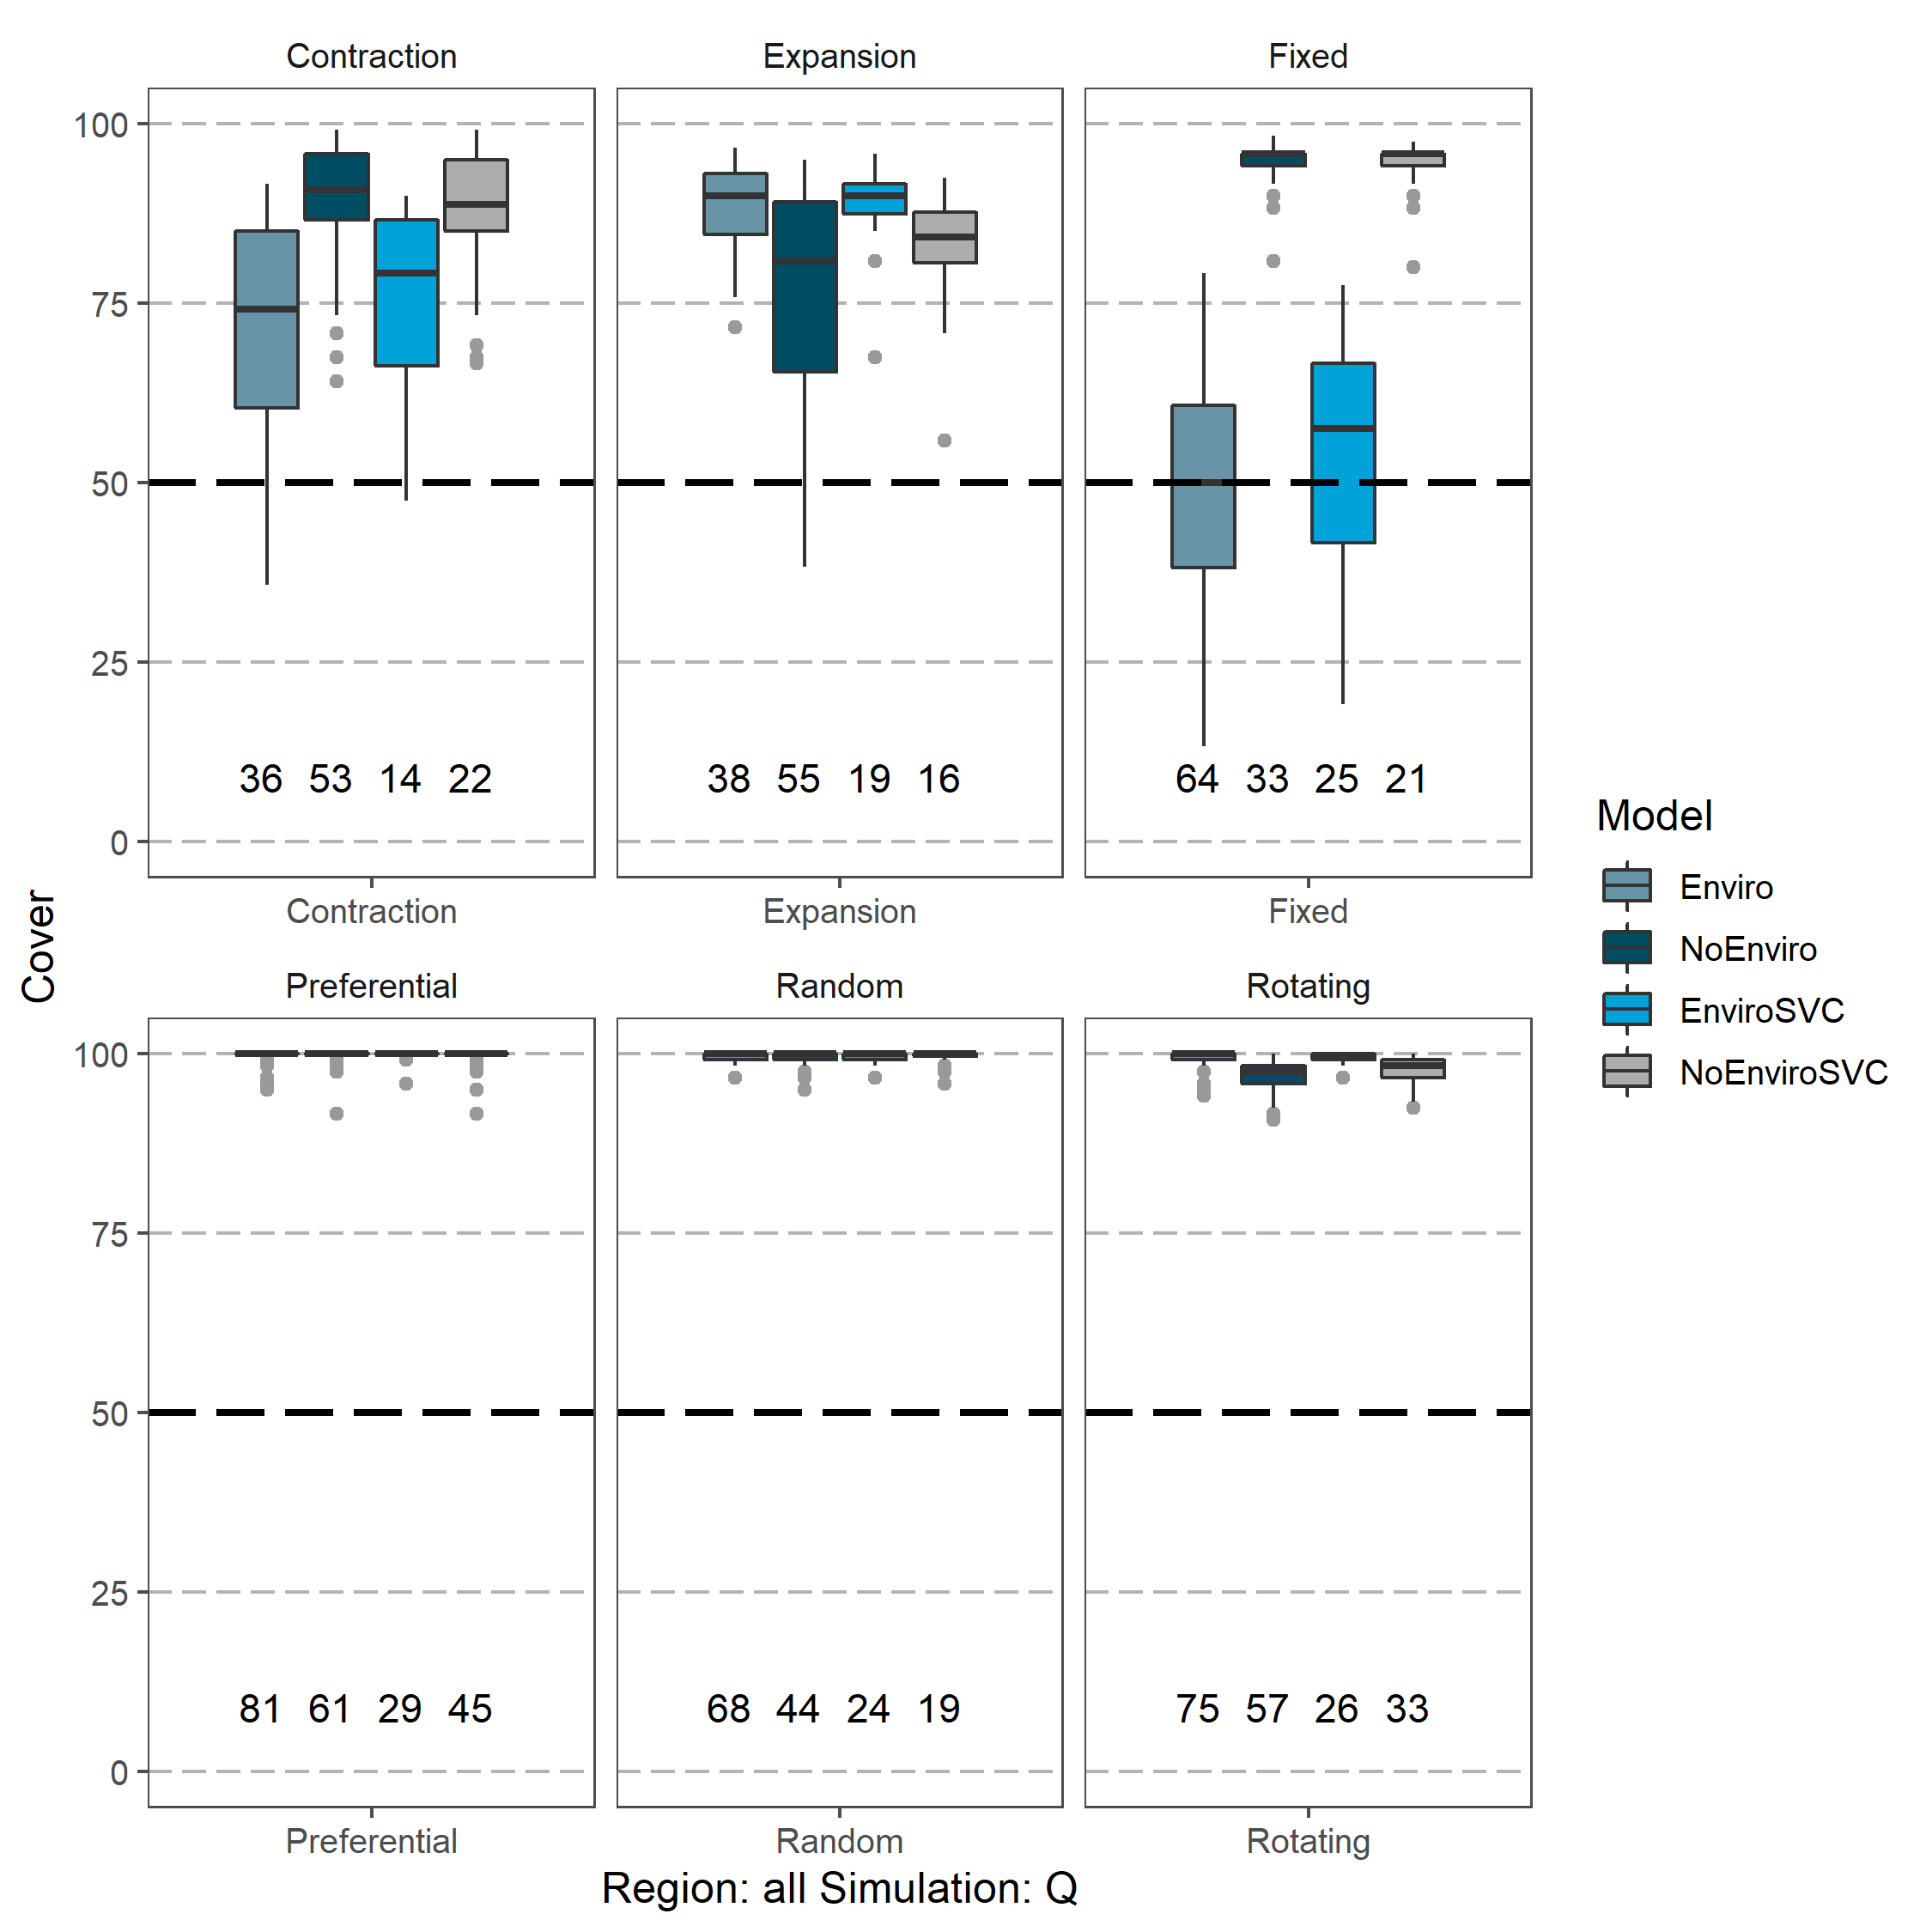 Contraction Expansion Fixed
100
75
50
25
36 53 14 22 38 55 19 16 64 33 25 21
0
Contraction Expansion Fixed
Cover
Preferential Random Rotating
100
75
50
25
81 61 29 45 68 44 24 19 75 57 26 33
0
Preferential Random Rotating
Region: all Simulation: Q
Model
Enviro
NoEnviro
EnviroSVC
NoEnviroSVC